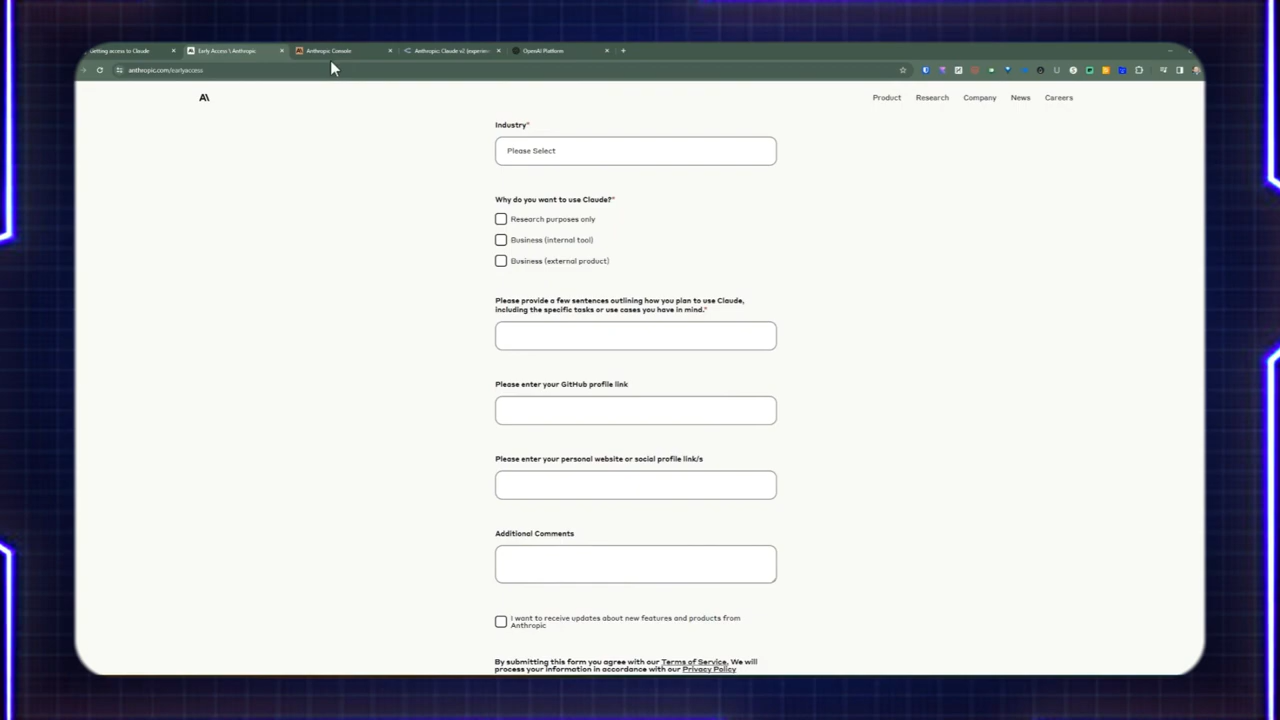 Getting access to Claude
Early Access \ Anthropic
Anthropic Console
Anthropic: Claude v2 (experien
OpenAI Platform
anthropic.com/earlyaccess
A\
Product
Research
Company
News
Careers
Industry*
Please Select
Why do you want to use Claude?*
Research purposes only
Business (internal tool)
Business (external product)
Please provide a few sentences outlining how you plan to use Claude,
including the specific tasks or use cases you have in mind.*
Please enter your GitHub profile link
Please enter your personal website or social profile link/s
Additional Comments
I want to receive updates about new features and products from
Anthropic
By submitting this form you agree with our Terms of Service. We will
process your information in accordance with our Privacy Policy